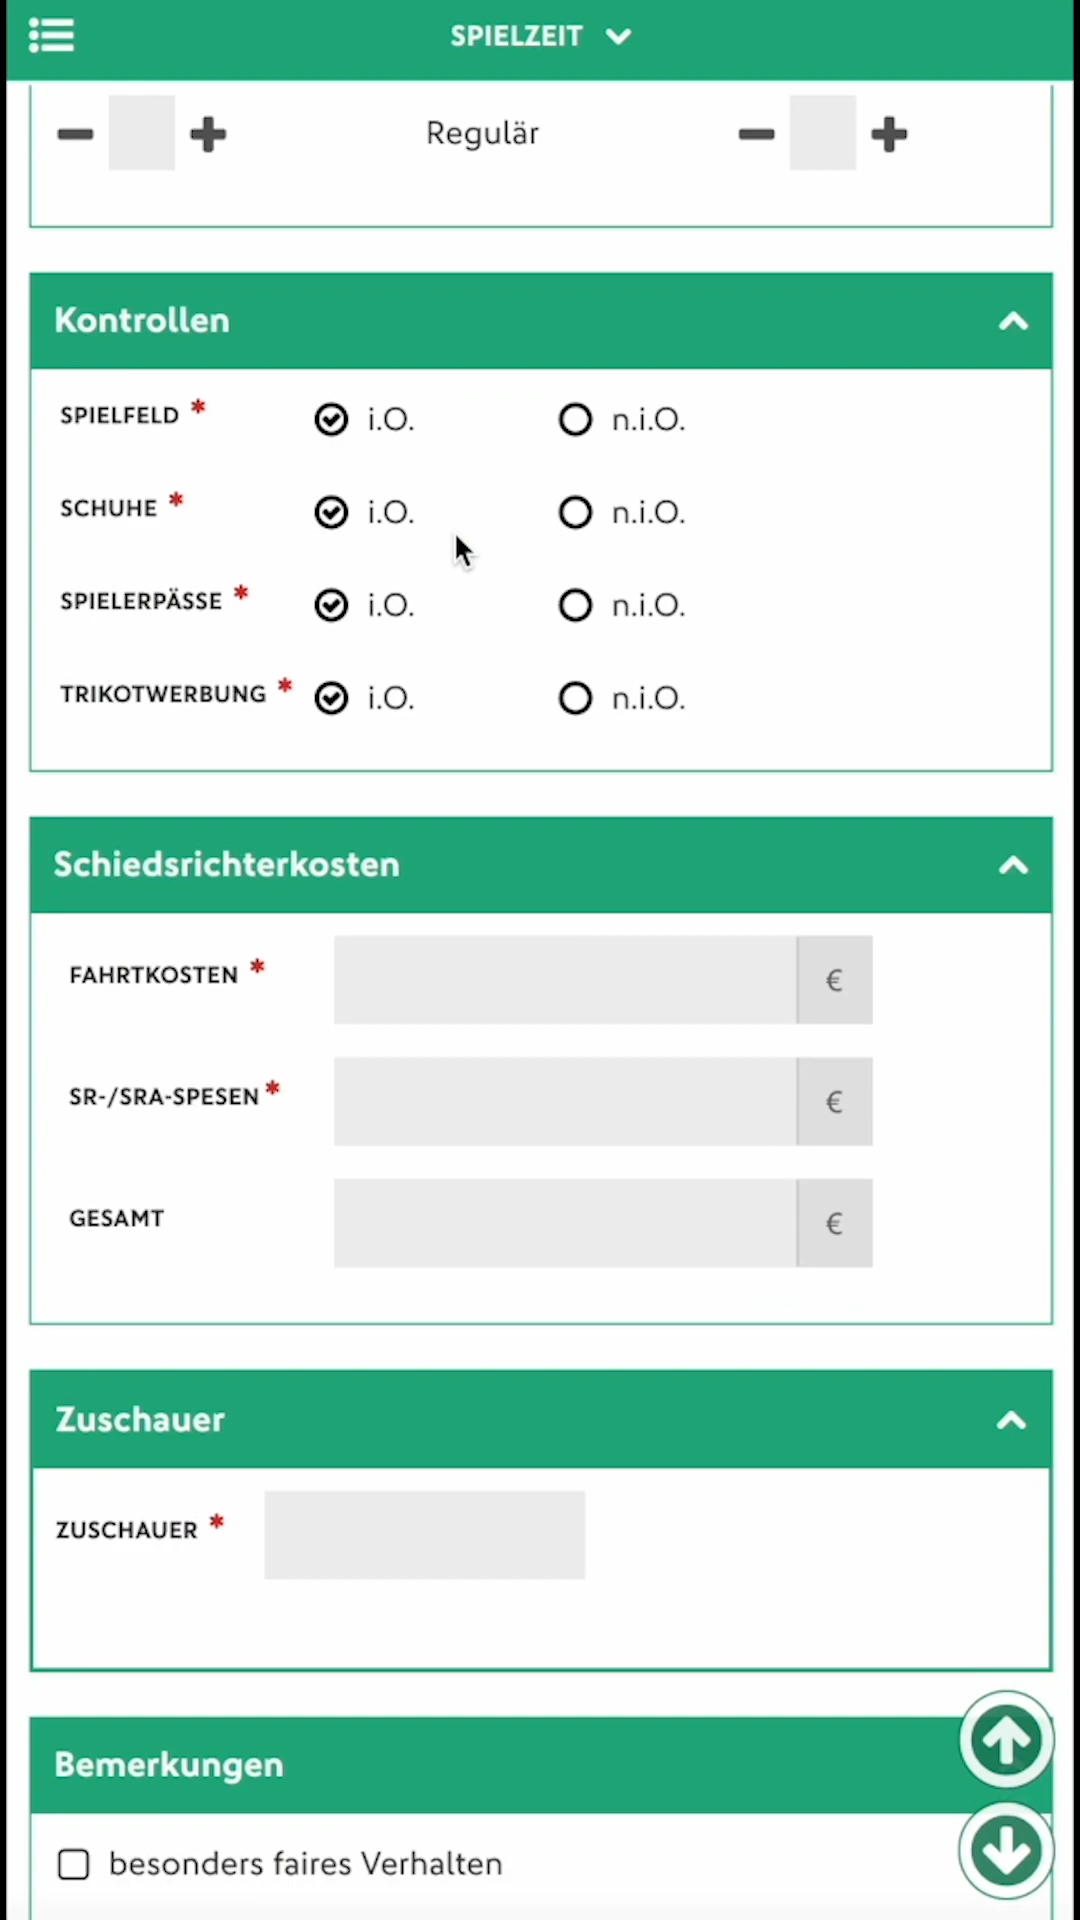 SPIELZEIT
Regulär
Kontrollen
SPIELFELD * i.O. n.i.O.
SCHUHE * i.O. n.i.O.
SPIELERPÄSSE * i.O. n.i.O.
TRIKOTWERBUNG * i.O. n.i.O.
Schiedsrichterkosten
FAHRTKOSTEN * €
SR-/SRA-SPESEN * €
GESAMT €
Zuschauer
ZUSCHAUER *
Bemerkungen
besonders faires Verhalten